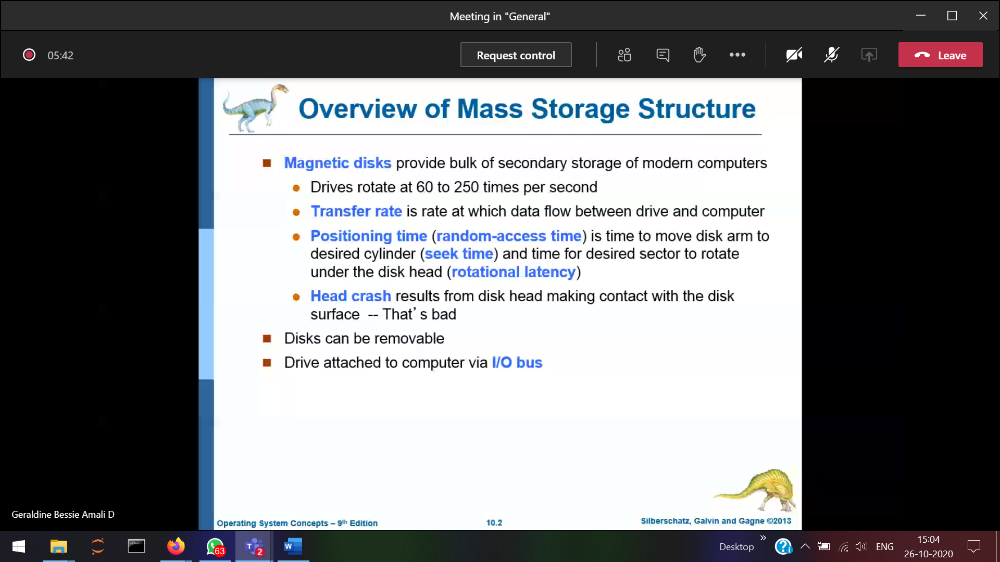 Meeting in "General"
05:42
Request control
Leave
Overview of Mass Storage Structure
Magnetic disks provide bulk of secondary storage of modern computers
Drives rotate at 60 to 250 times per second
Transfer rate is rate at which data flow between drive and computer
Positioning time (random-access time) is time to move disk arm to
desired cylinder (seek time) and time for desired sector to rotate
under the disk head (rotational latency)
Head crash results from disk head making contact with the disk
surface -- That's bad
Disks can be removable
Drive attached to computer via I/O bus
Geraldine Bessie Amali D
Operating System Concepts – 9th Edition
10.2
Silberschatz, Galvin and Gagne ©2013
63
T
2
W
Desktop
»
ENG
15:04
26-10-2020